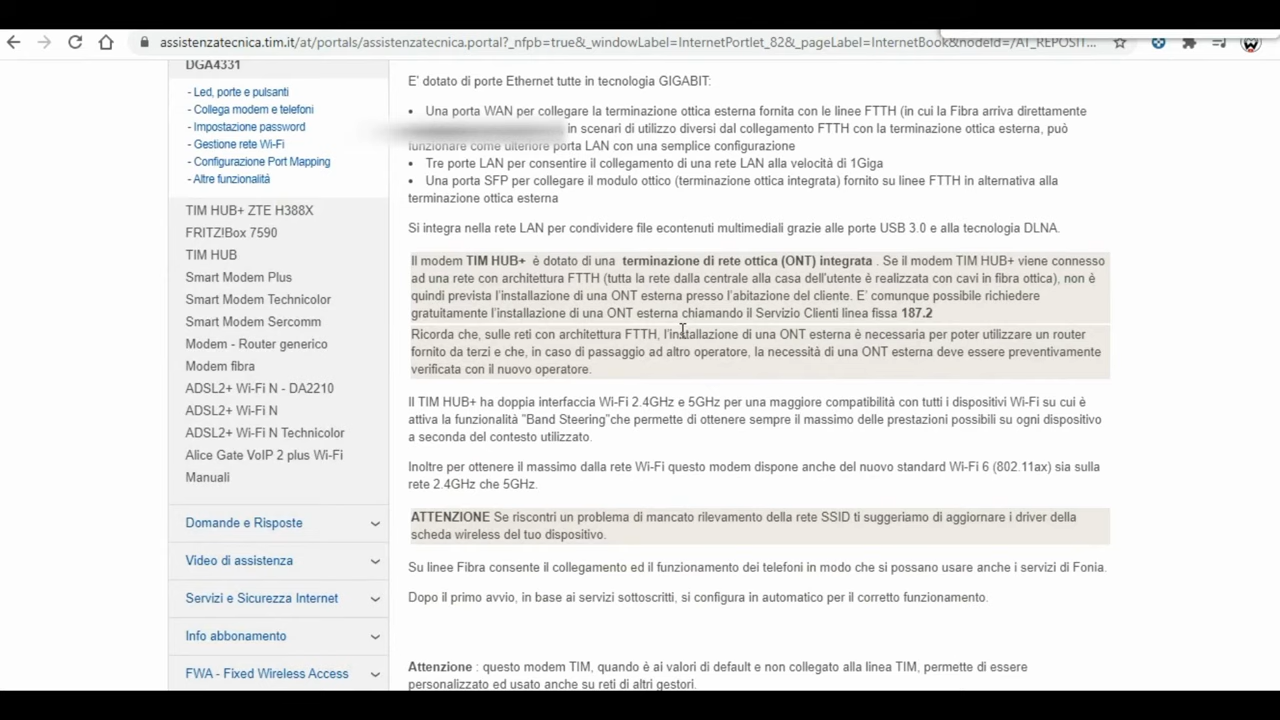 assistenzatecnica.tim.it/at/portals/assistenzatecnica.portal?_nfpb=true&_windowLabel=InternetPortlet_82&_pageLabel=InternetBook&nodeId=/AT_REPOSIT...
DGA4331
- Led, porte e pulsanti
- Collega modem e telefoni
- Impostazione password
- Gestione rete Wi-Fi
- Configurazione Port Mapping
- Altre funzionalità
TIM HUB+ ZTE H388X
FRITZ!Box 7590
TIM HUB
Smart Modem Plus
Smart Modem Technicolor
Smart Modem Sercomm
Modem - Router generico
Modem fibra
ADSL2+ Wi-Fi N - DA2210
ADSL2+ Wi-Fi N
ADSL2+ Wi-Fi N Technicolor
Alice Gate VoIP 2 plus Wi-Fi
Manuali
Domande e Risposte
Video di assistenza
Servizi e Sicurezza Internet
Info abbonamento
FWA - Fixed Wireless Access
E' dotato di porte Ethernet tutte in tecnologia GIGABIT:
• Una porta WAN per collegare la terminazione ottica esterna fornita con le linee FTTH (in cui la Fibra arriva direttamente
in scenari di utilizzo diversi dal collegamento FTTH con la terminazione ottica esterna, può
funzionare come ulteriore porta LAN con una semplice configurazione
• Tre porte LAN per consentire il collegamento di una rete LAN alla velocità di 1Giga
• Una porta SFP per collegare il modulo ottico (terminazione ottica integrata) fornito su linee FTTH in alternativa alla
terminazione ottica esterna
Si integra nella rete LAN per condividere file econtenuti multimediali grazie alle porte USB 3.0 e alla tecnologia DLNA.
Il modem TIM HUB+ è dotato di una terminazione di rete ottica (ONT) integrata . Se il modem TIM HUB+ viene connesso
ad una rete con architettura FTTH (tutta la rete dalla centrale alla casa dell'utente è realizzata con cavi in fibra ottica), non è
quindi prevista l'installazione di una ONT esterna presso l'abitazione del cliente. E' comunque possibile richiedere
gratuitamente l'installazione di una ONT esterna chiamando il Servizio Clienti linea fissa 187.2
Ricorda che, sulle reti con architettura FTTH, l'installazione di una ONT esterna è necessaria per poter utilizzare un router
fornito da terzi e che, in caso di passaggio ad altro operatore, la necessità di una ONT esterna deve essere preventivamente
verificata con il nuovo operatore.
Il TIM HUB+ ha doppia interfaccia Wi-Fi 2.4GHz e 5GHz per una maggiore compatibilità con tutti i dispositivi Wi-Fi su cui è
attiva la funzionalità "Band Steering"che permette di ottenere sempre il massimo delle prestazioni possibili su ogni dispositivo
a seconda del contesto utilizzato.
Inoltre per ottenere il massimo dalla rete Wi-Fi questo modem dispone anche del nuovo standard Wi-Fi 6 (802.11ax) sia sulla
rete 2.4GHz che 5GHz.
ATTENZIONE Se riscontri un problema di mancato rilevamento della rete SSID ti suggeriamo di aggiornare i driver della
scheda wireless del tuo dispositivo.
Su linee Fibra consente il collegamento ed il funzionamento dei telefoni in modo che si possano usare anche i servizi di Fonia.
Dopo il primo avvio, in base ai servizi sottoscritti, si configura in automatico per il corretto funzionamento.
Attenzione : questo modem TIM, quando è ai valori di default e non collegato alla linea TIM, permette di essere
personalizzato ed usato anche su reti di altri gestori.